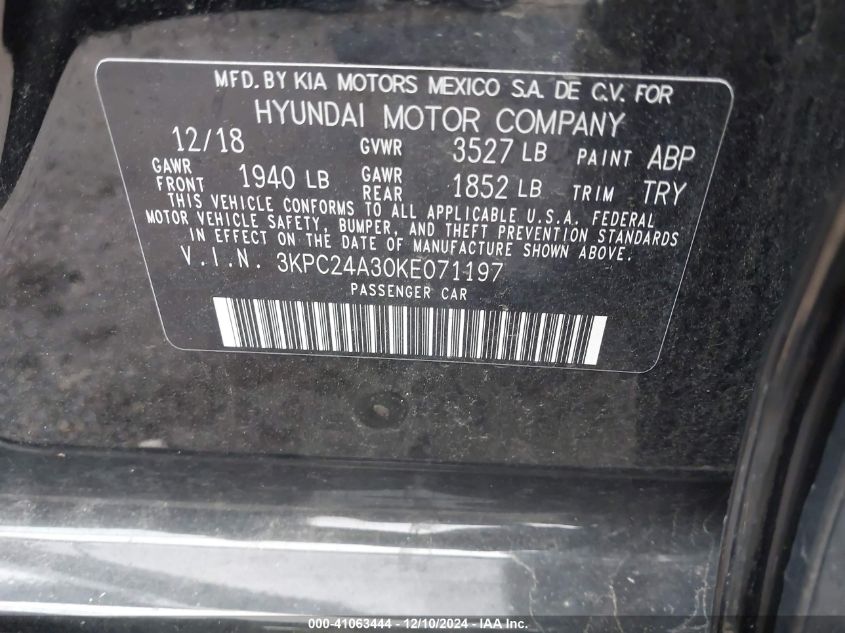 MFD. BY KIA MOTORS MEXICO S.A. DE C.V. FOR
HYUNDAI MOTOR COMPANY
12/18 GVWR 3527 LB PAINT ABP
GAWR FRONT 1940 LB GAWR REAR 1852 LB TRIM TRY
THIS VEHICLE CONFORMS TO ALL APPLICABLE U.S.A. FEDERAL
MOTOR VEHICLE SAFETY, BUMPER, AND THEFT PREVENTION STANDARDS
IN EFFECT ON THE DATE OF MANUFACTURE SHOWN ABOVE.
V.I.N. 3KPC24A30KE071197
PASSENGER CAR
000-41063444 - 12/10/2024 - IAA Inc.